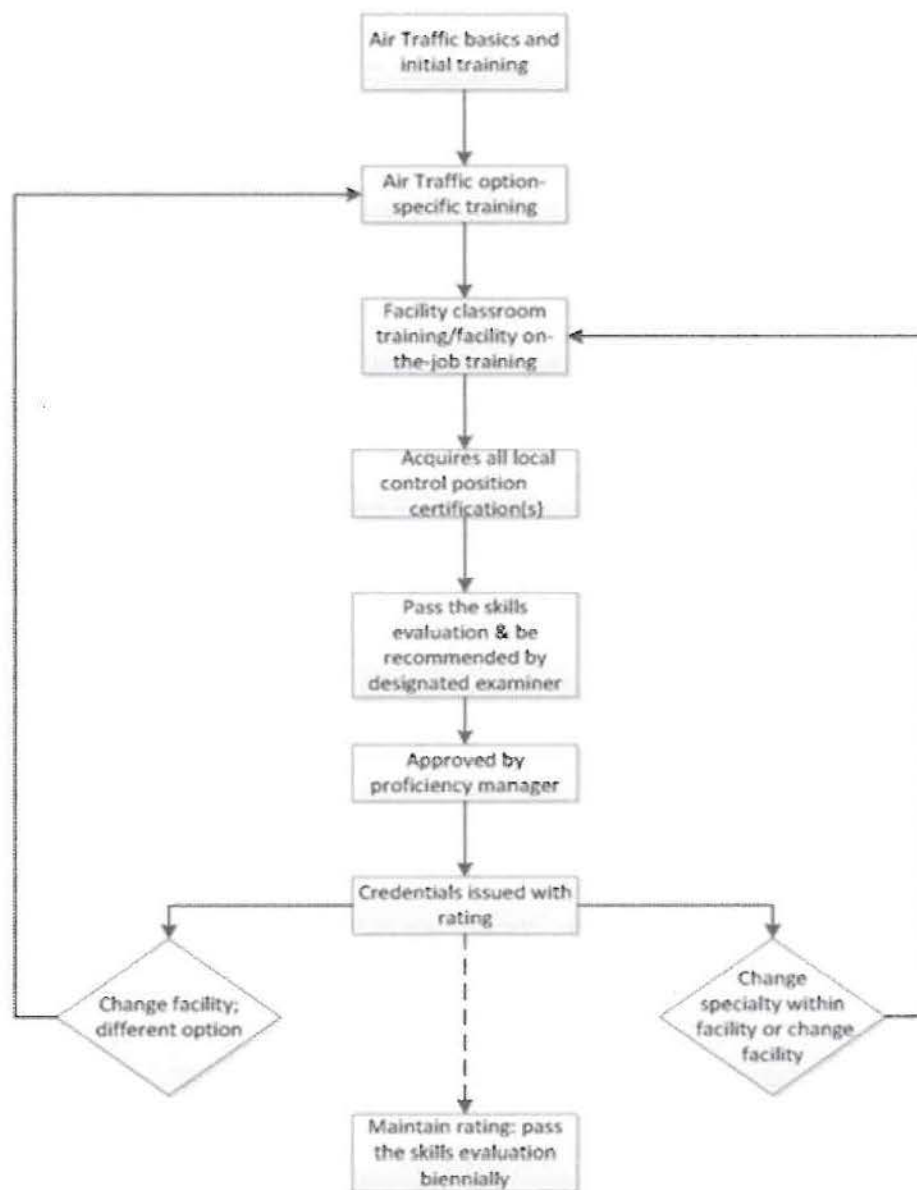 Air Traffic basics and
initial training
Air Traffic option-
specific training
Facility classroom
training/facility on-
the-job training
Acquires all local
control position
certification(s)
Pass the skills
evaluation & be
recommended by
designated examiner
Approved by
proficiency manager
Credentials issued with
rating
Change facility;
different option
Change
specialty within
facility or change
facility
Maintain rating: pass
the skills evaluation
biennially